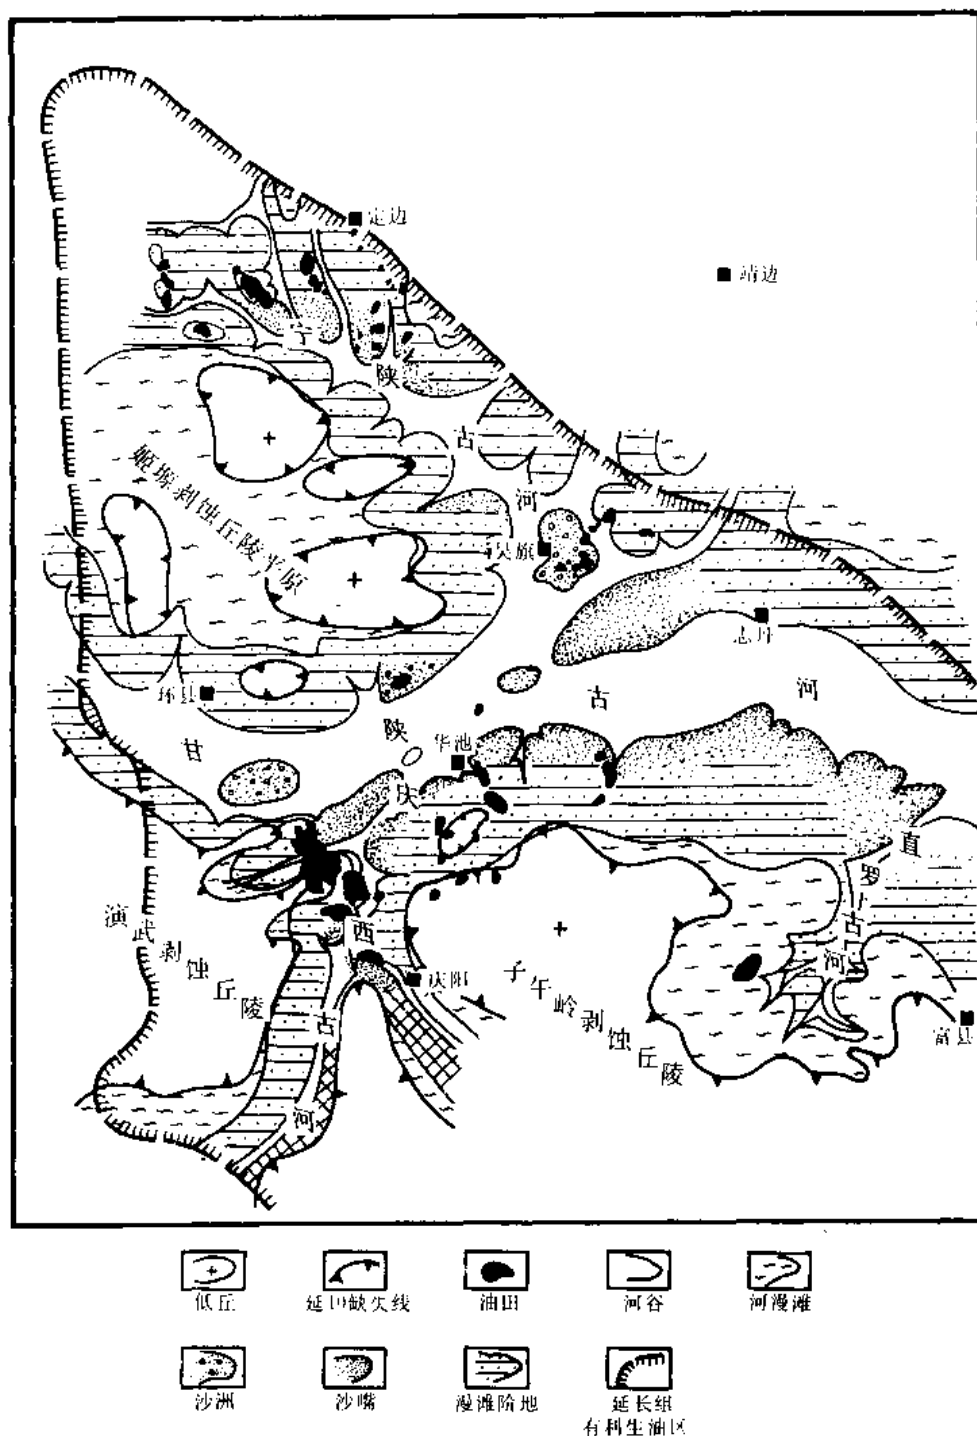 定边
靖边
宁
陕
古
河
姬塬剥蚀丘陵平原
吴旗
志丹
环县
甘
陕
古
河
华池
庆
西
古
河
直
罗
古
河
演武剥蚀丘陵
庆阳
子午岭剥蚀丘陵
富县
低丘
延10缺失线
油田
河谷
河漫滩
沙洲
沙嘴
漫滩阶地
延长组
有利生油区